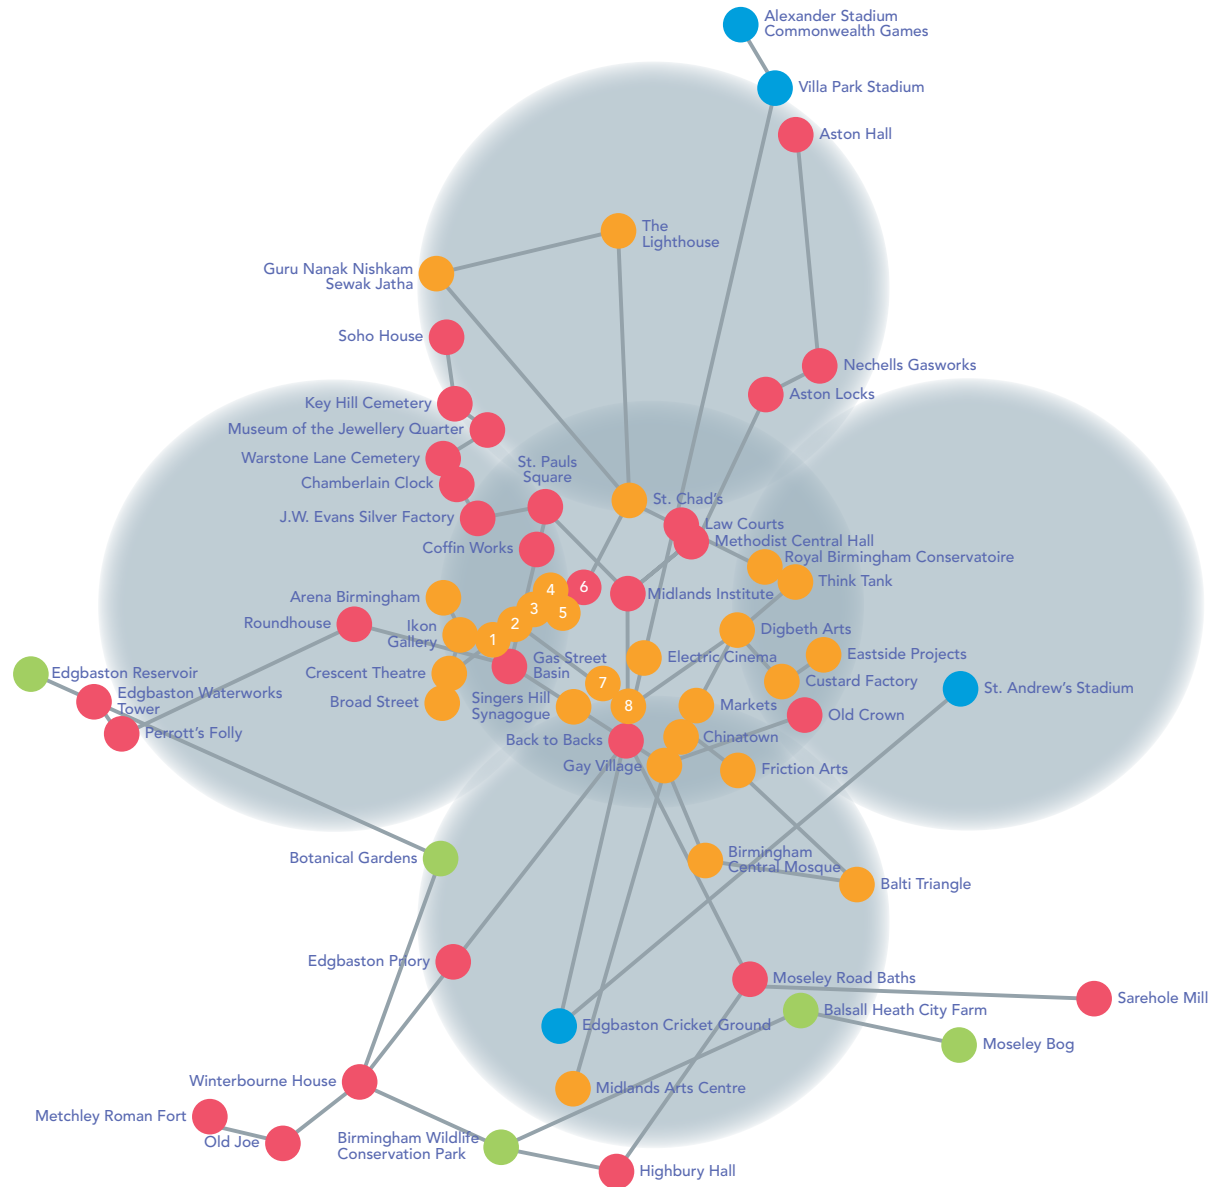 Alexander Stadium
Commonwealth Games
Villa Park Stadium
Aston Hall
The
Lighthouse
Guru Nanak Nishkam
Sewak Jatha
Soho House
Nechells Gasworks
Aston Locks
Key Hill Cemetery
Museum of the Jewellery Quarter
Warstone Lane Cemetery
St. Pauls
Square
Chamberlain Clock
St. Chad's
J.W. Evans Silver Factory
Law Courts
Methodist Central Hall
Coffin Works
Royal Birmingham Conservatoire
Think Tank
4
6
Midlands Institute
Arena Birmingham
3
5
Roundhouse
2
Ikon
Gallery
1
Digbeth Arts
Gas Street
Basin
Electric Cinema
Eastside Projects
Edgbaston Reservoir
Crescent Theatre
Custard Factory
7
St. Andrew's Stadium
Edgbaston Waterworks
Tower
Broad Street
Singers Hill
Synagogue
8
Markets
Old Crown
Perrott's Folly
Back to Backs
Chinatown
Gay Village
Friction Arts
Botanical Gardens
Birmingham
Central Mosque
Balti Triangle
Edgbaston Priory
Moseley Road Baths
Sarehole Mill
Balsall Heath City Farm
Edgbaston Cricket Ground
Moseley Bog
Winterbourne House
Midlands Arts Centre
Metchley Roman Fort
Old Joe
Birmingham Wildlife
Conservation Park
Highbury Hall